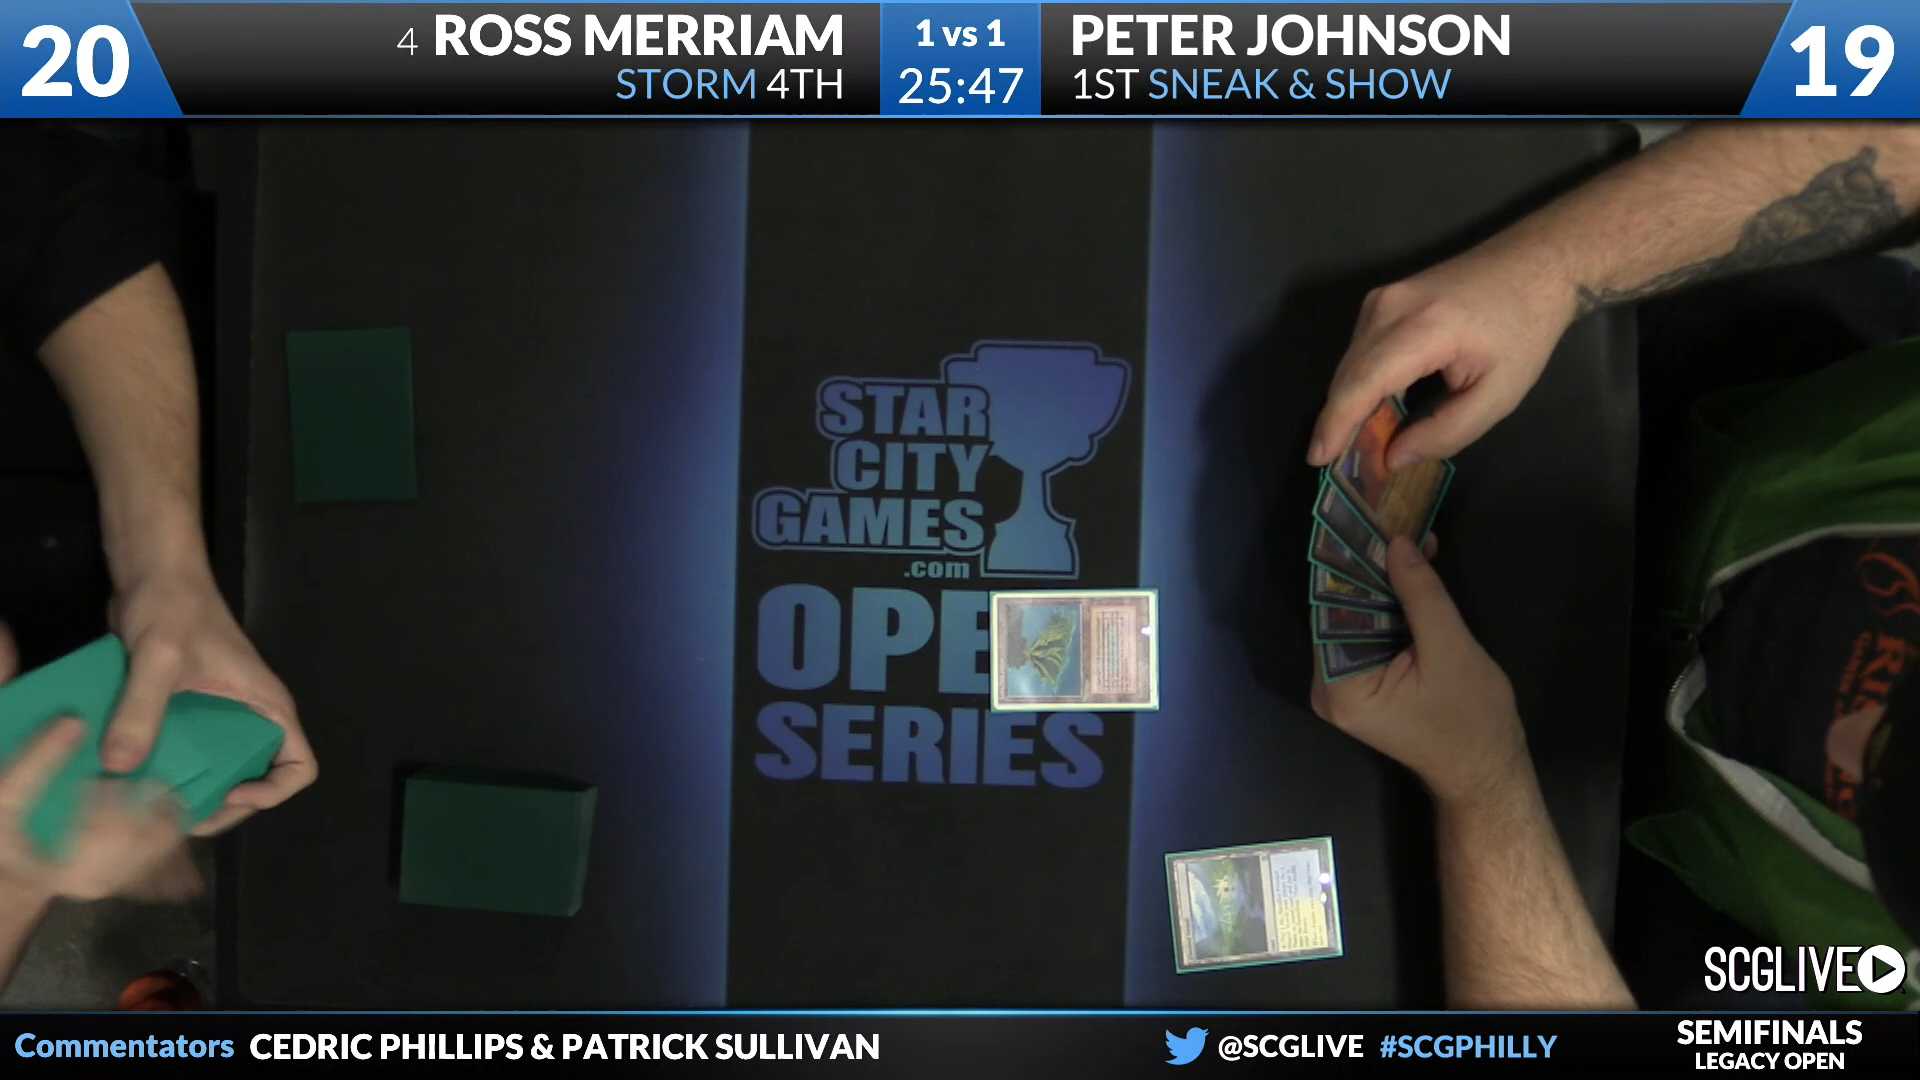 20
4 ROSS MERRIAM
STORM 4TH
1 vs 1
25:47
PETER JOHNSON
1ST SNEAK & SHOW
19
STAR
CITY
GAMES
.com
OPE
SERIES
SCGLIVE
Commentators CEDRIC PHILLIPS & PATRICK SULLIVAN
@SCGLIVE #SCGPHILLY
SEMIFINALS
LEGACY OPEN